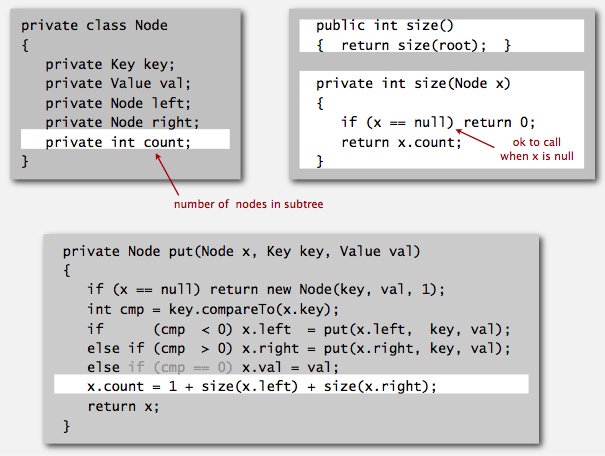 private class Node
{
private Key key;
private Value val;
private Node left;
private Node right;
private int count;
}
number of nodes in subtree
public int size()
{ return size(root); }
private int size(Node x)
{
if (x == null) return 0;
return x.count;
}
ok to call
when x is null
private Node put(Node x, Key key, Value val)
{
if (x == null) return new Node(key, val, 1);
int cmp = key.compareTo(x.key);
if (cmp < 0) x.left = put(x.left, key, val);
else if (cmp > 0) x.right = put(x.right, key, val);
else if (cmp == 0) x.val = val;
x.count = 1 + size(x.left) + size(x.right);
return x;
}